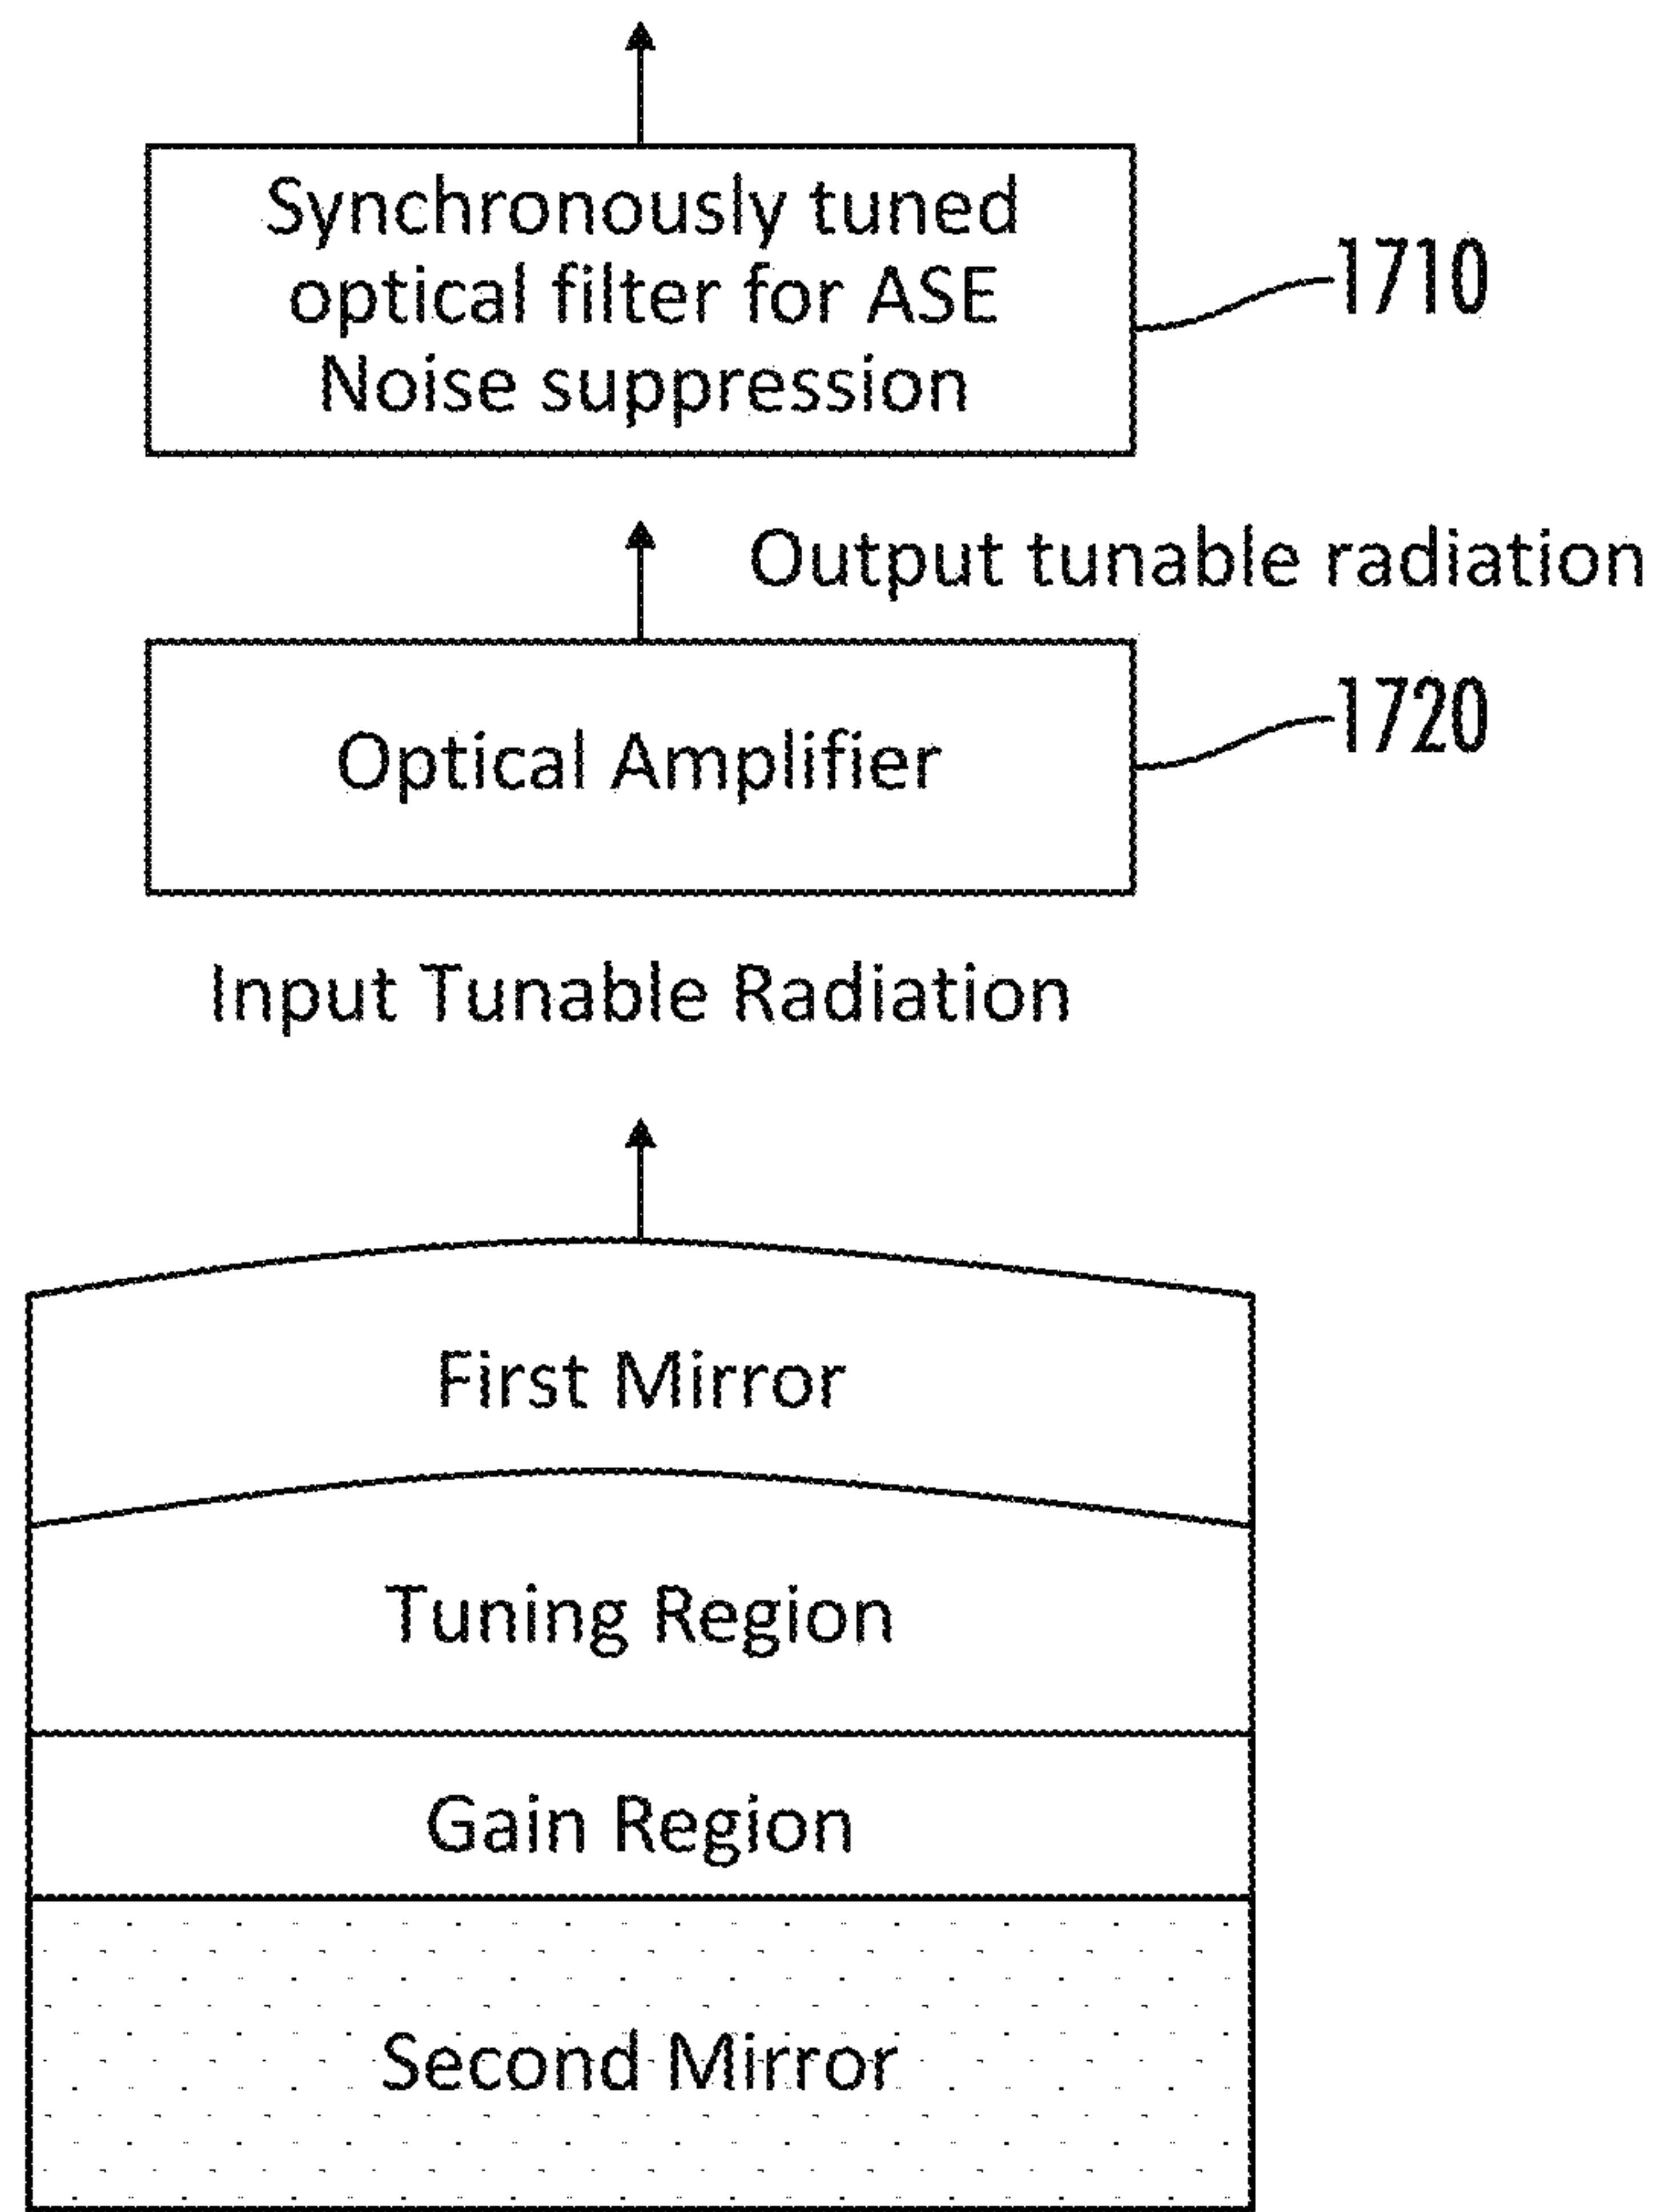 Synchronously tuned
optical filter for ASE
Noise suppression
1710
Output tunable radiation
Optical Amplifier
1720
Input Tunable Radiation
First Mirror
Tuning Region
Gain Region
Second Mirror